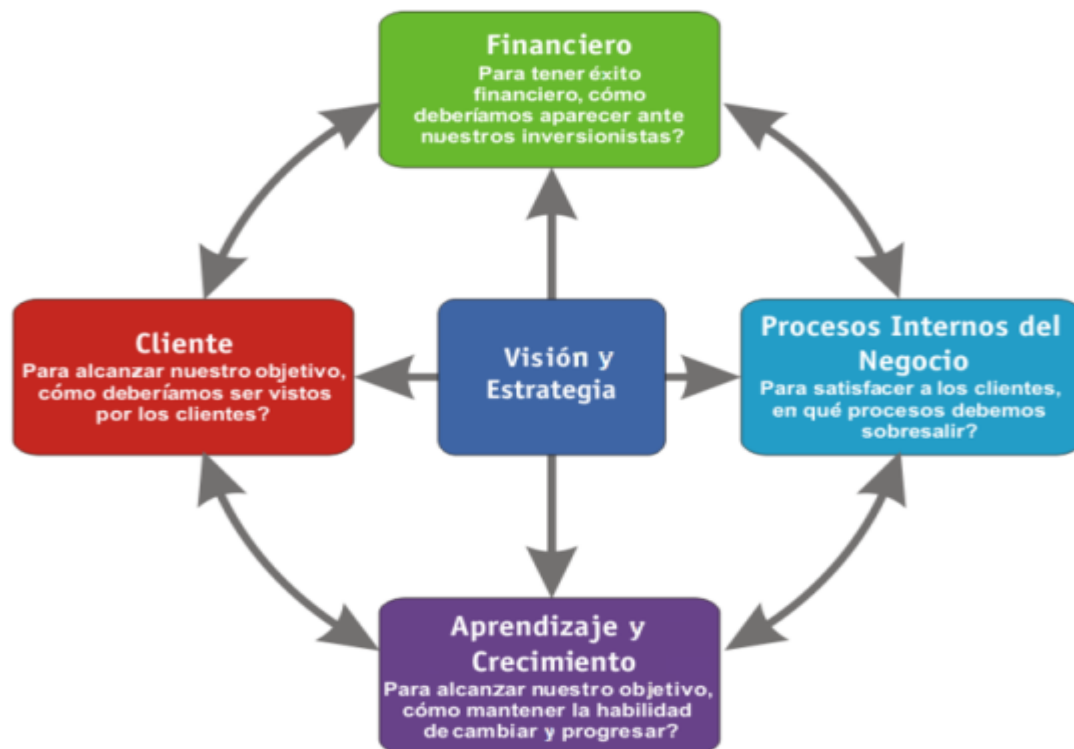 Financiero
Para tener éxito
financiero, cómo
deberíamos aparecer ante
nuestros inversionistas?
Cliente
Para alcanzar nuestro objetivo,
cómo deberíamos ser vistos
por los clientes?
Visión y
Estrategia
Procesos Internos del
Negocio
Para satisfacer a los clientes,
en qué procesos debemos
sobresalir?
Aprendizaje y
Crecimiento
Para alcanzar nuestro objetivo,
cómo mantener la habilidad
de cambiar y progresar?